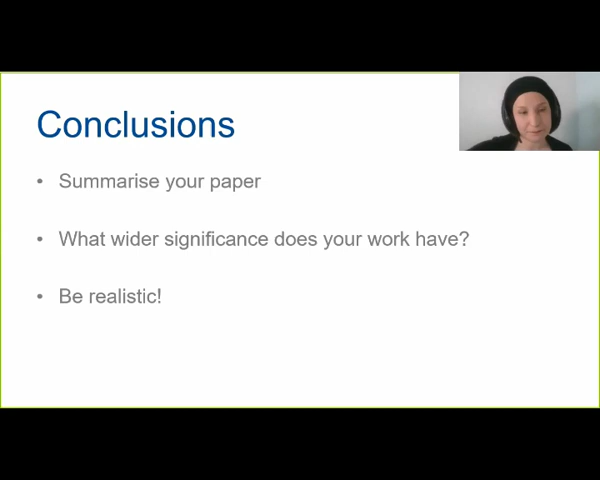 Conclusions
• Summarise your paper
• What wider significance does your work have?
• Be realistic!